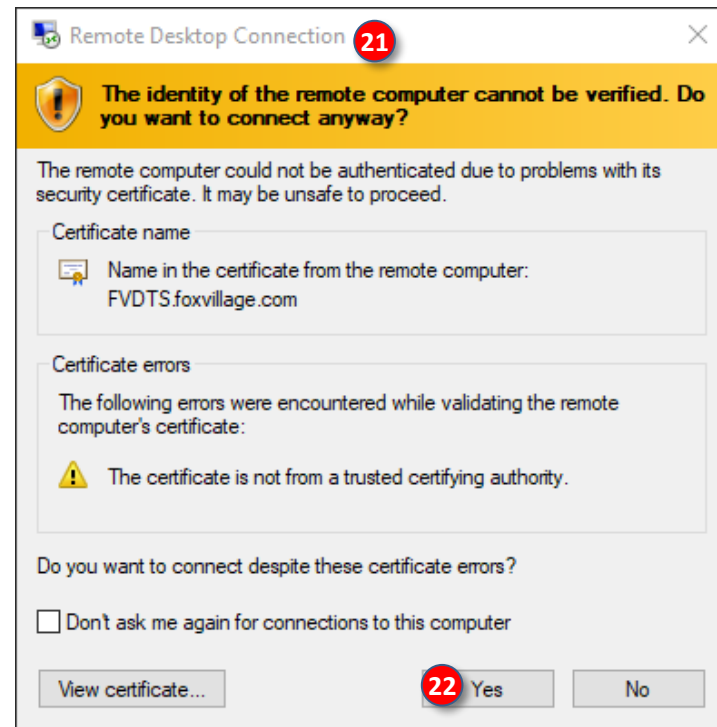 Remote Desktop Connection 21
The identity of the remote computer cannot be verified. Do
you want to connect anyway?
The remote computer could not be authenticated due to problems with its
security certificate. It may be unsafe to proceed.
Certificate name
Name in the certificate from the remote computer:
FVDTS.foxvillage.com
Certificate errors
The following errors were encountered while validating the remote
computer's certificate:
The certificate is not from a trusted certifying authority.
Do you want to connect despite these certificate errors?
Don't ask me again for connections to this computer
View certificate... 22 Yes No